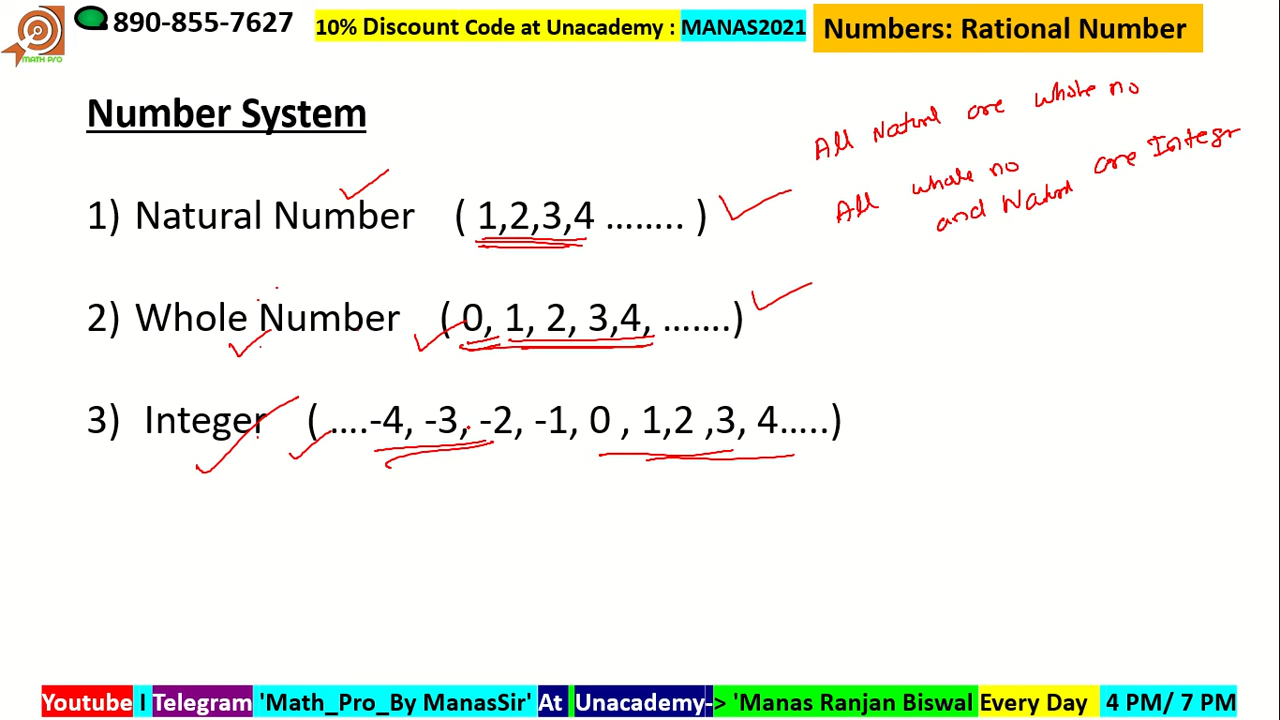 MATH PRO
890-855-7627
10% Discount Code at Unacademy : MANAS2021
Numbers: Rational Number
Number System
All Natural are whole no
All whole no
and Natural are Integr
1) Natural Number ( 1,2,3,4 …….. )
2) Whole Number ( 0, 1, 2, 3,4, …….)
3) Integer ( ….-4, -3, -2, -1, 0 , 1,2 ,3, 4…..)
Youtube I Telegram 'Math_Pro_By ManasSir' At Unacademy-> 'Manas Ranjan Biswal Every Day 4 PM/ 7 PM